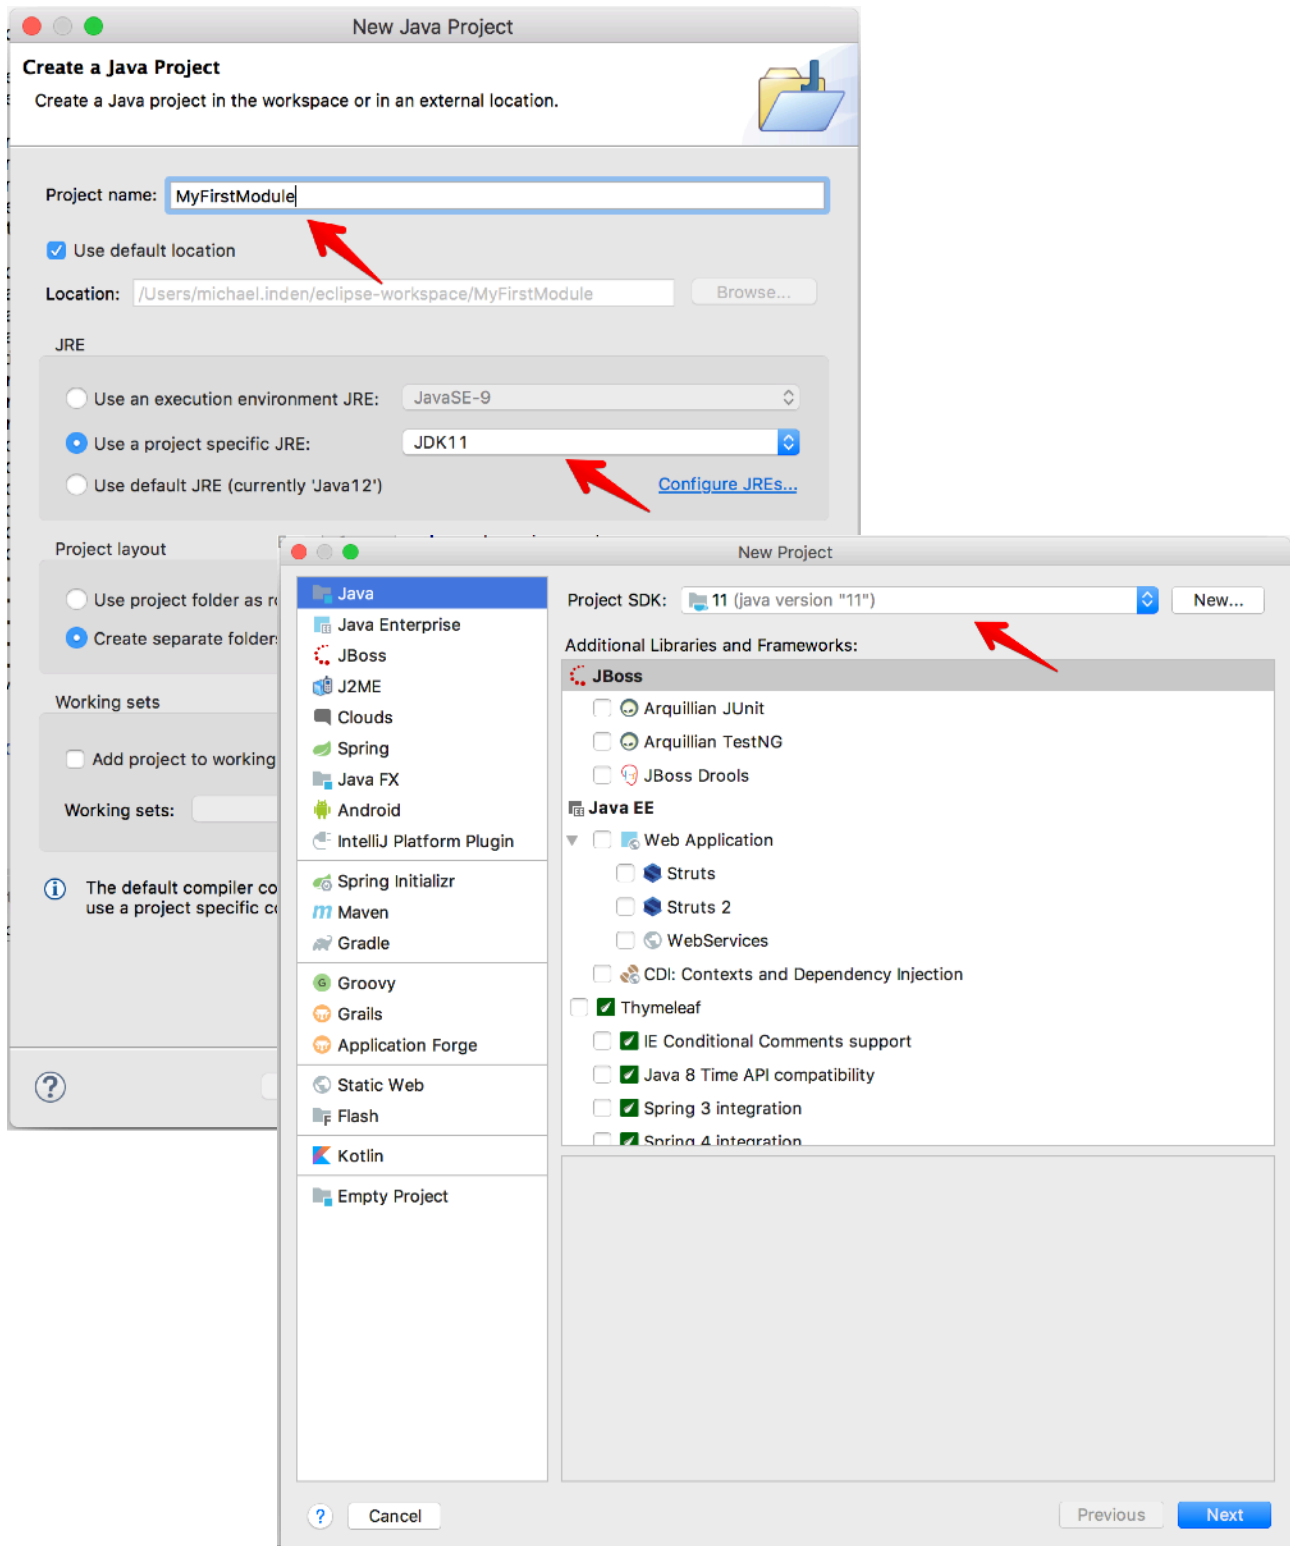 New Java Project
Create a Java Project
Create a Java project in the workspace or in an external location.
Project name: MyFirstModule
Use default location
Location: /Users/michael.inden/eclipse-workspace/MyFirstModule Browse...
JRE
Use an execution environment JRE: JavaSE-9
Use a project specific JRE: JDK11
Use default JRE (currently 'Java12') Configure JREs...
Project layout
Use project folder as
Create separate folders
Working sets
Add project to working
Working sets:
The default compiler
use a project specific
?
New Project
Java
Java Enterprise
JBoss
J2ME
Clouds
Spring
Java FX
Android
IntelliJ Platform Plugin
Spring Initializr
Maven
Gradle
Groovy
Grails
Application Forge
Static Web
Flash
Kotlin
Empty Project
Project SDK: 11 (java version "11") New...
Additional Libraries and Frameworks:
JBoss
Arquillian JUnit
Arquillian TestNG
JBoss Drools
Java EE
Web Application
Struts
Struts 2
WebServices
CDI: Contexts and Dependency Injection
Thymeleaf
IE Conditional Comments support
Java 8 Time API compatibility
Spring 3 integration
Spring 4 integration
? Cancel Previous Next